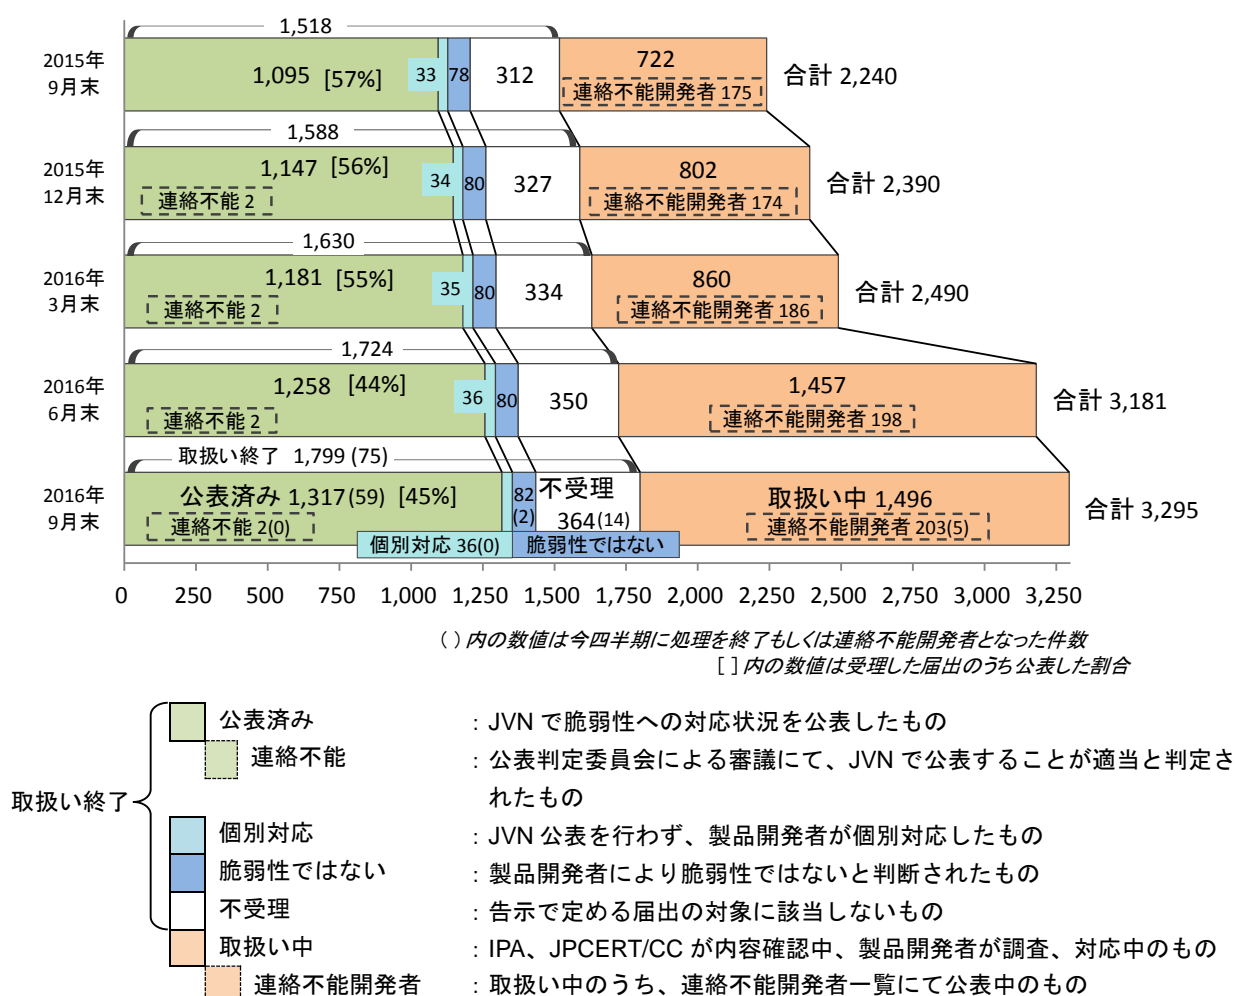 1,518
2015年
9月末
1,095 [57%]
33
78
312
722
連絡不能開発者 175
合計 2,240
1,588
2015年
12月末
1,147 [56%]
連絡不能 2
34
80
327
802
連絡不能開発者 174
合計 2,390
1,630
2016年
3月末
1,181 [55%]
連絡不能 2
35
80
334
860
連絡不能開発者 186
合計 2,490
1,724
2016年
6月末
1,258 [44%]
連絡不能 2
36
80
350
1,457
連絡不能開発者 198
合計 3,181
取扱い終了 1,799 (75)
2016年
9月末
公表済み 1,317(59) [45%]
連絡不能 2(0)
個別対応 36(0)
82
(2)
脆弱性ではない
不受理
364(14)
取扱い中 1,496
連絡不能開発者 203(5)
合計 3,295
0 250 500 750 1,000 1,250 1,500 1,750 2,000 2,250 2,500 2,750 3,000 3,250
( ) 内の数値は今四半期に処理を終了もしくは連絡不能開発者となった件数
[ ] 内の数値は受理した届出のうち公表した割合
取扱い終了
公表済み : JVN で脆弱性への対応状況を公表したもの
連絡不能 : 公表判定委員会による審議にて、JVN で公表することが適当と判定さ
れたもの
個別対応 : JVN 公表を行わず、製品開発者が個別対応したもの
脆弱性ではない : 製品開発者により脆弱性ではないと判断されたもの
不受理 : 告示で定める届出の対象に該当しないもの
取扱い中 : IPA、JPCERT/CC が内容確認中、製品開発者が調査、対応中のもの
連絡不能開発者 : 取扱い中のうち、連絡不能開発者一覧にて公表中のもの